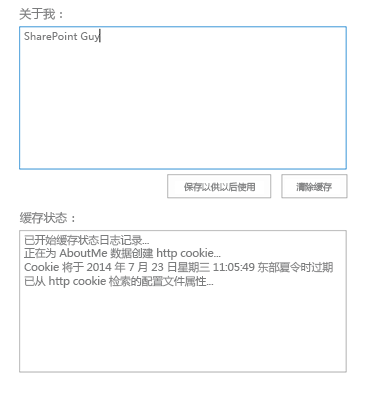 关于我：
SharePoint Guy
保存以供以后使用
清除缓存
缓存状态：
已开始缓存状态日志记录...
正在为 AboutMe 数据创建 http cookie...
Cookie 将于 2014 年 7 月 23 日星期三 11:05:49 东部夏令时过期
已从 http cookie 检索的配置文件属性...